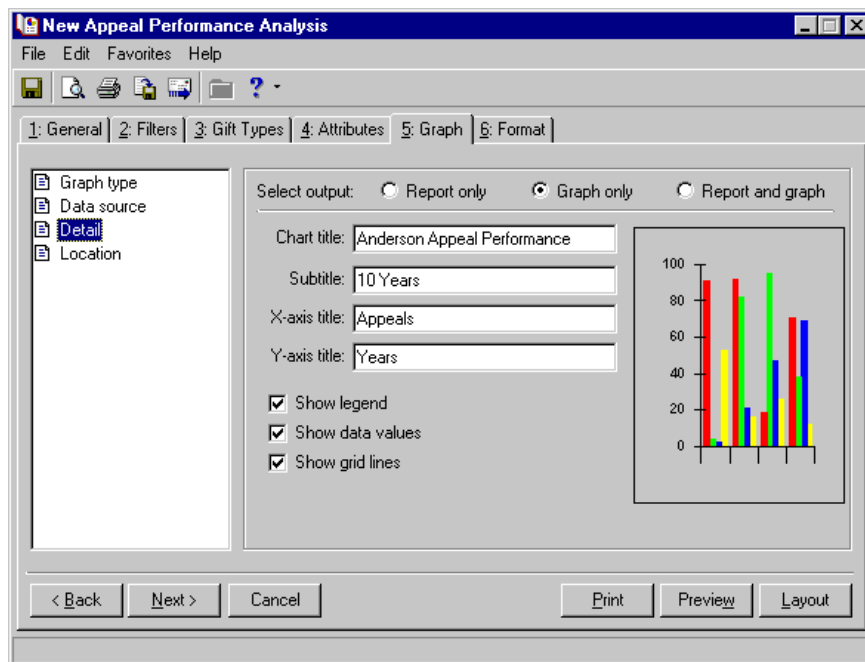 New Appeal Performance Analysis
File Edit Favorites Help
1: General 2: Filters 3: Gift Types 4: Attributes 5: Graph 6: Format
Graph type
Data source
Detail
Location
Select output: Report only Graph only Report and graph
Chart title: Anderson Appeal Performance
Subtitle: 10 Years
X-axis title: Appeals
Y-axis title: Years
Show legend
Show data values
Show grid lines
100
80
60
40
20
0
< Back Next > Cancel Print Preview Layout